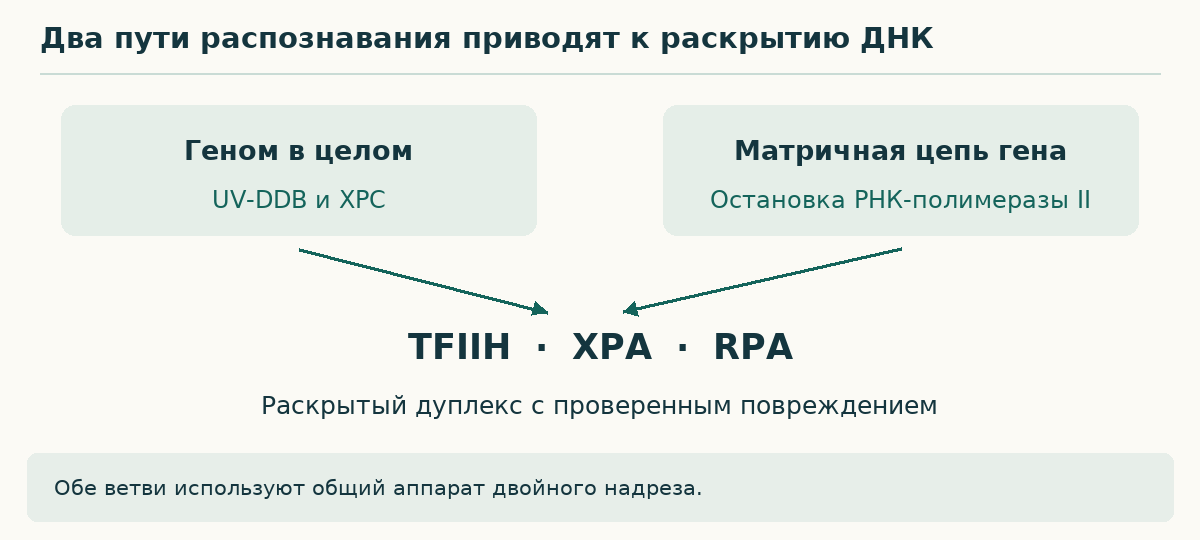 Два пути распознавания приводят к раскрытию ДНК
Геном в целом
UV-DDB и XPC
Матричная цепь гена
Остановка РНК-полимеразы II
TFIIH · XPA · RPA
Раскрытый дуплекс с проверенным повреждением
Обе ветви используют общий аппарат двойного надреза.